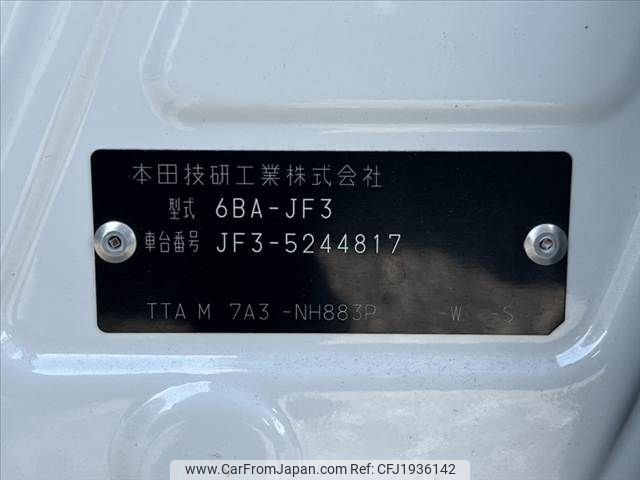 本田技研工業株式会社
型式 6BA-JF3
車台番号 JF3-5244817
TTA M 7A3 -NH883P -W -S
www.CarFromJapan.com | Ref No. CFJ1936142